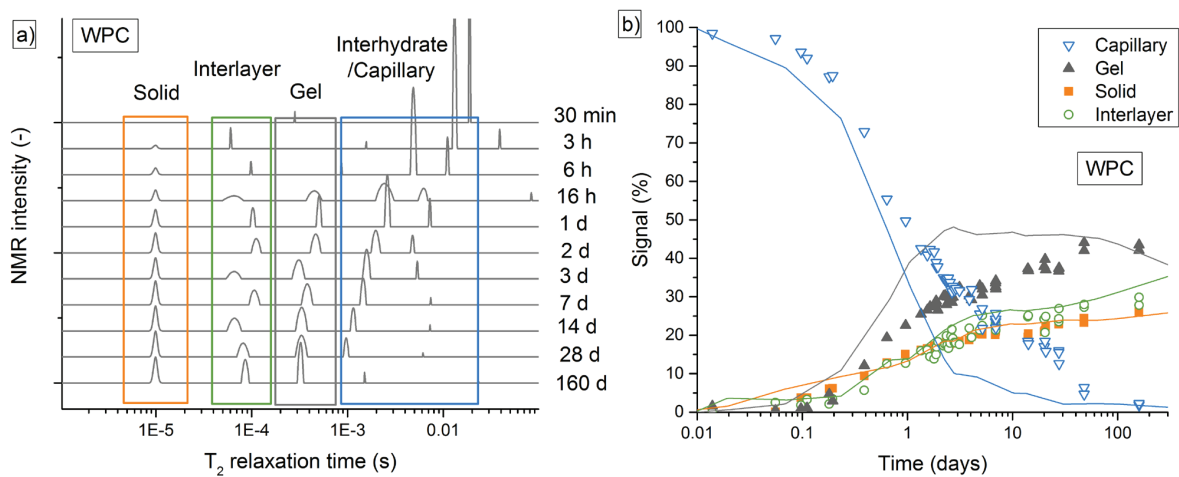 a)
WPC
Interhydrate
/Capillary
Interlayer
Gel
Solid
30 min
3 h
6 h
16 h
1 d
2 d
3 d
7 d
14 d
28 d
160 d
NMR intensity (-)
1E-5
1E-4
1E-3
0.01
T2 relaxation time (s)
b)
100
90
80
70
60
50
40
30
20
10
0
Signal (%)
Capillary
Gel
Solid
Interlayer
WPC
0.01
0.1
1
10
100
Time (days)